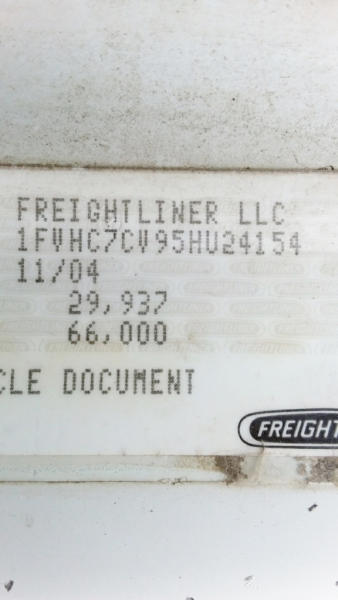 FREIGHTLINER LLC
1FVHC7CV95HU24154
11/04
29,937
66,000
CLE DOCUMENT
FREIGHT